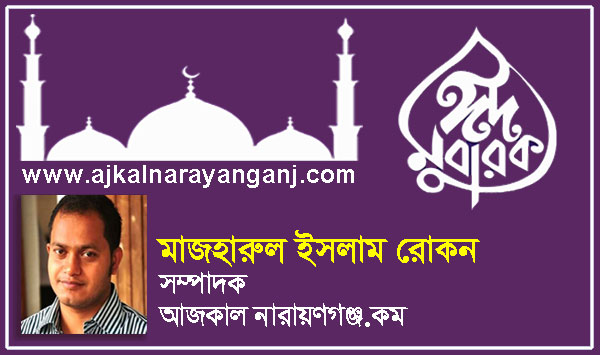 ঈদ
মুবারক
www.ajkalnarayanganj.com
মাজহারুল ইসলাম রোকন
সম্পাদক
আজকাল নারায়ণগঞ্জ.কম